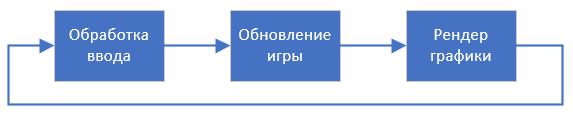 Обработка
ввода
Обновление
игры
Рендер
графики